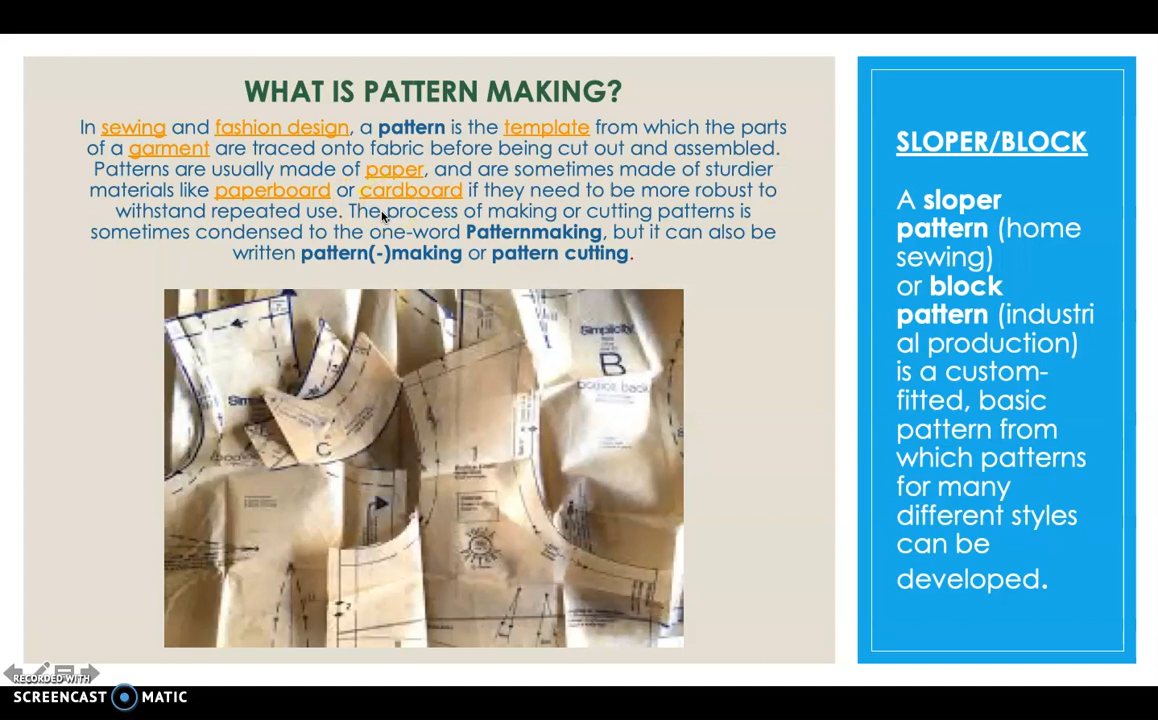 WHAT IS PATTERN MAKING?
In sewing and fashion design, a pattern is the template from which the parts
of a garment are traced onto fabric before being cut out and assembled.
Patterns are usually made of paper, and are sometimes made of sturdier
materials like paperboard or cardboard if they need to be more robust to
withstand repeated use. The process of making or cutting patterns is
sometimes condensed to the one-word Patternmaking, but it can also be
written pattern(-)making or pattern cutting.
Simplicity
B
bodice back
C
1
SLOPER/BLOCK
A sloper
pattern (home
sewing)
or block
pattern (industri
al production)
is a custom-
fitted, basic
pattern from
which patterns
for many
different styles
can be
developed.
RECORDED WITH
SCREENCAST MATIC